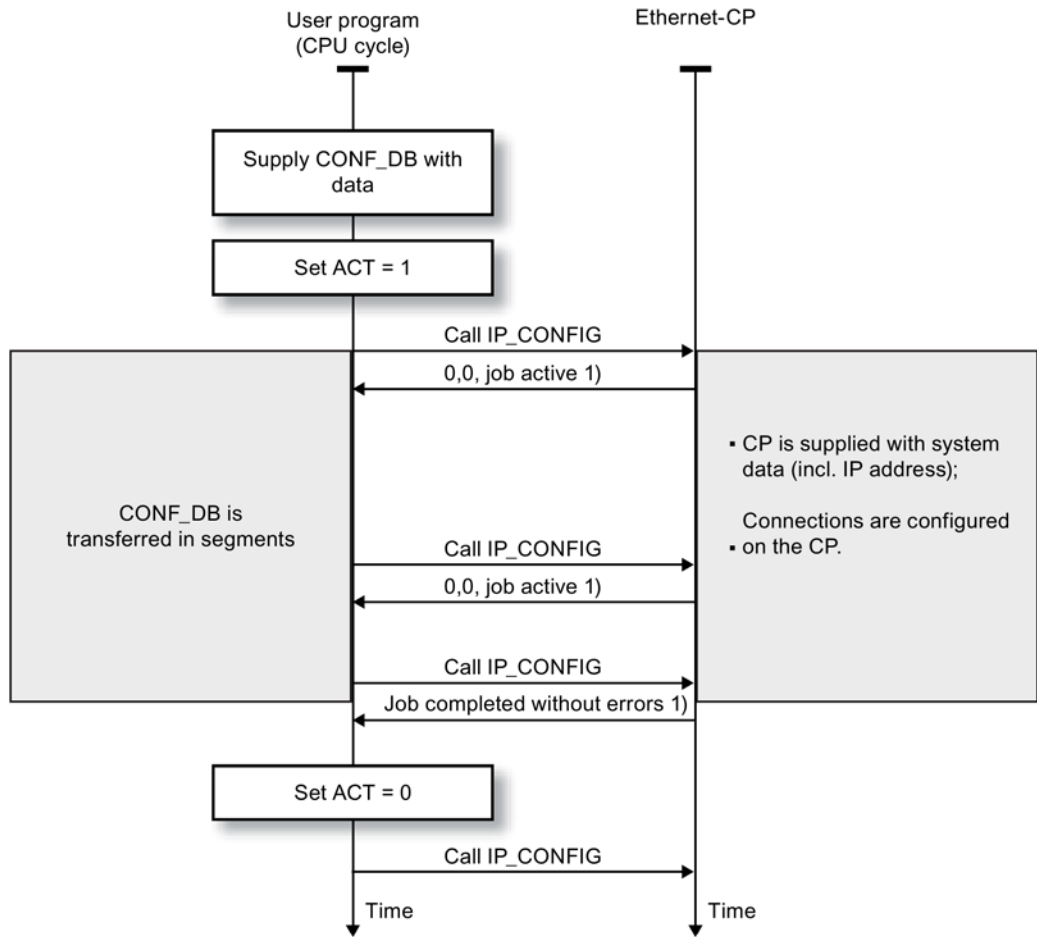 User program
(CPU cycle)
Ethernet-CP
Supply CONF_DB with
data
Set ACT = 1
Call IP_CONFIG
0,0, job active 1)
CONF_DB is
transferred in segments
▪ CP is supplied with system
data (incl. IP address);
Connections are configured
▪ on the CP.
Call IP_CONFIG
0,0, job active 1)
Call IP_CONFIG
Job completed without errors 1)
Set ACT = 0
Call IP_CONFIG
Time
Time